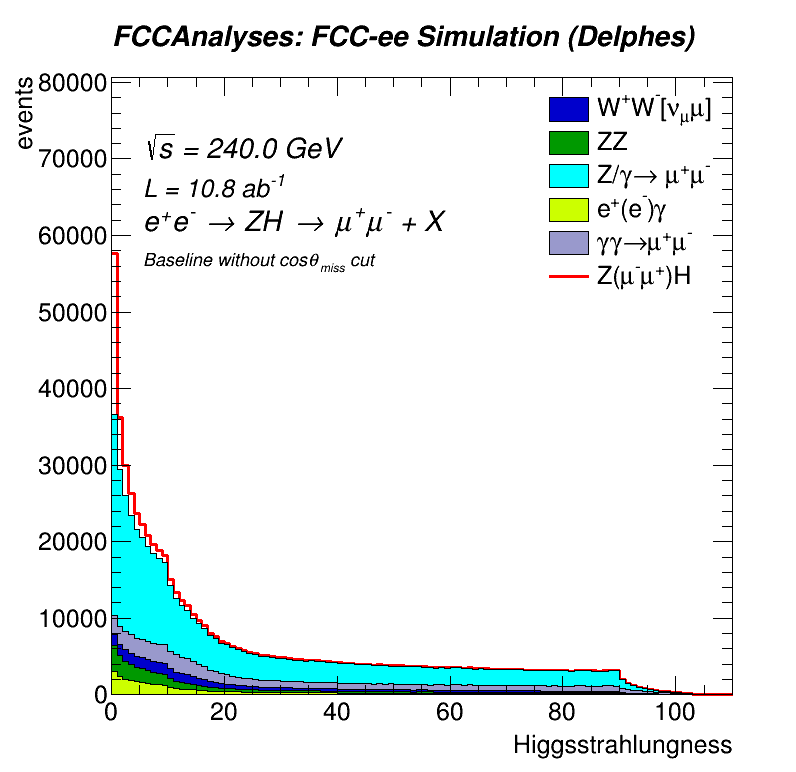 FCCAnalyses: FCC-ee Simulation (Delphes)
events
80000
70000
60000
50000
40000
30000
20000
10000
0
√s = 240.0 GeV
L = 10.8 ab⁻¹
e⁺e⁻ → ZH → μ⁺μ⁻ + X
Baseline without cosθ_miss cut
W⁺W⁻[ν_μμ]
ZZ
Z/γ→ μ⁺μ⁻
e⁺(e⁻)γ
γγ→μ⁺μ⁻
Z(μ⁻μ⁺)H
0 20 40 60 80 100
Higgsstrahlungness